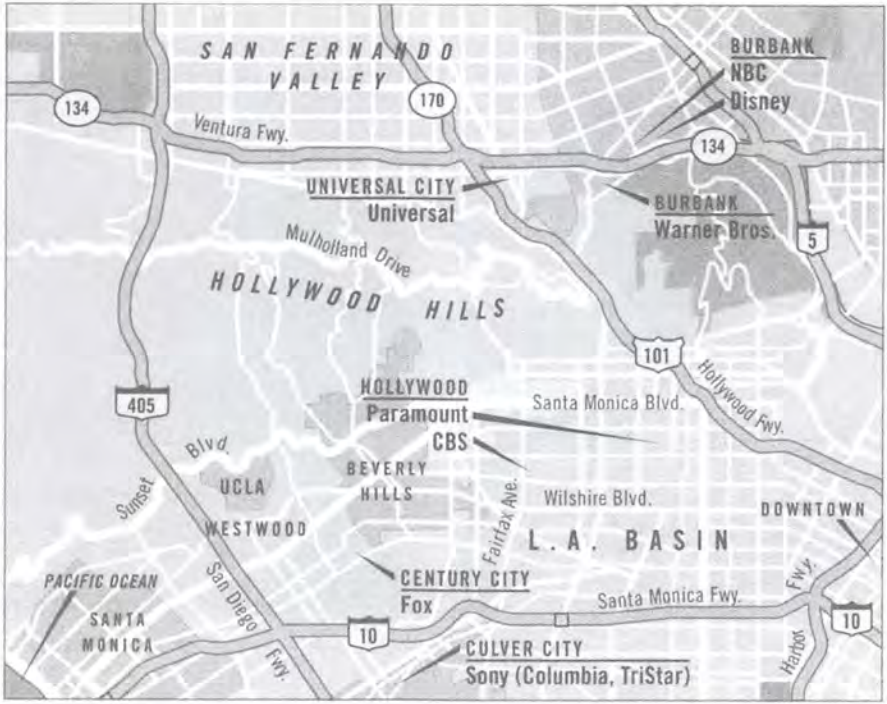 SAN FERNANDO
VALLEY
BURBANK
NBC
Disney
170
134
Ventura Fwy.
134
UNIVERSAL CITY
Universal
BURBANK
Warner Bros.
5
Mulholland Drive
HOLLYWOOD HILLS
101
Hollywood Fwy.
405
HOLLYWOOD
Paramount
CBS
Santa Monica Blvd.
Sunset Blvd.
UCLA
BEVERLY
HILLS
Wilshire Blvd.
DOWNTOWN
WESTWOOD
Fairfax Ave.
L.A. BASIN
PACIFIC OCEAN
SANTA
MONICA
San Diego Fwy.
CENTURY CITY
Fox
Santa Monica Fwy.
Harbor Fwy.
10
10
CULVER CITY
Sony (Columbia, TriStar)